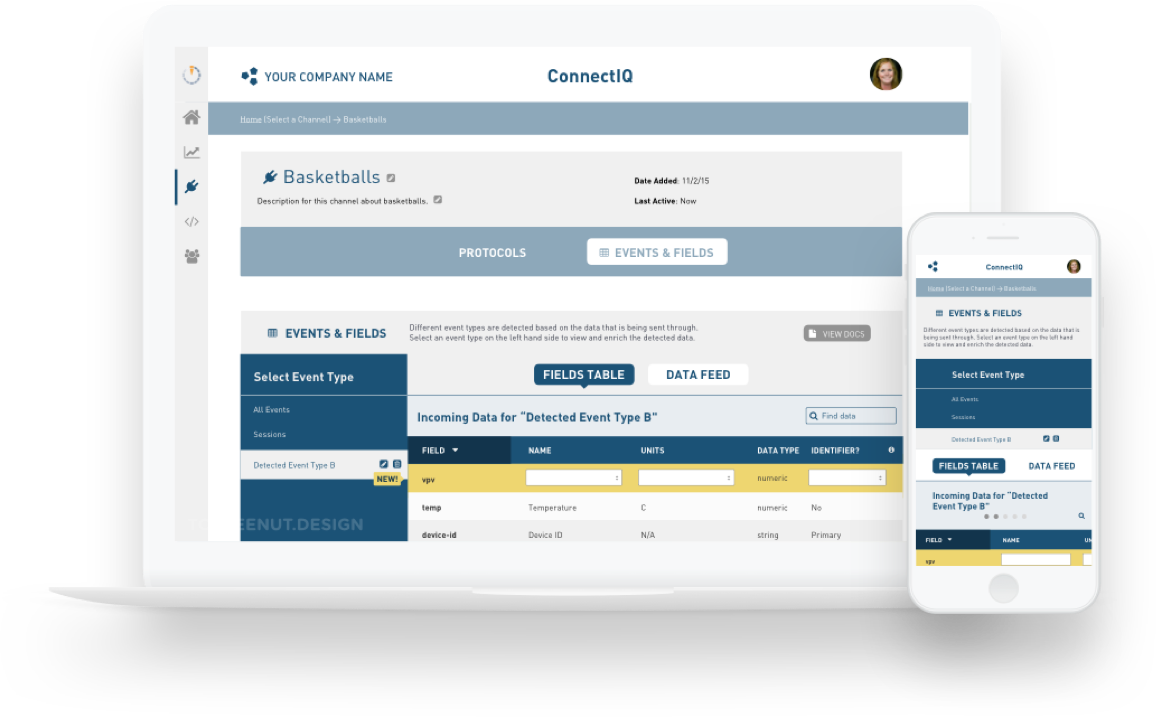 YOUR COMPANY NAME
ConnectIQ
Home [Select a Channel] → Basketballs
Basketballs
Description for this channel about basketballs.
Date Added: 11/2/15
Last Active: Now
PROTOCOLS
EVENTS & FIELDS
EVENTS & FIELDS
Different event types are detected based on the data that is being sent through.
Select an event type on the left hand side to view and enrich the detected data.
VIEW DOCS
Select Event Type
All Events
Sessions
Detected Event Type B
NEW!
EENUT.DESIGN
FIELDS TABLE
DATA FEED
Incoming Data for “Detected Event Type B”
Find data
FIELD NAME UNITS DATA TYPE IDENTIFIER?
vpv numeric
temp Temperature C numeric No
device-id Device ID N/A string Primary
ConnectIQ
Home [Select a Channel] → Basketballs
EVENTS & FIELDS
Different event types are detected based on the data that is
being sent through. Select an event type on the left hand
side to view and enrich the detected data.
Select Event Type
All Events
Sessions
Detected Event Type B
FIELDS TABLE
DATA FEED
Incoming Data for “Detected
Event Type B”
FIELD NAME UN
vpv